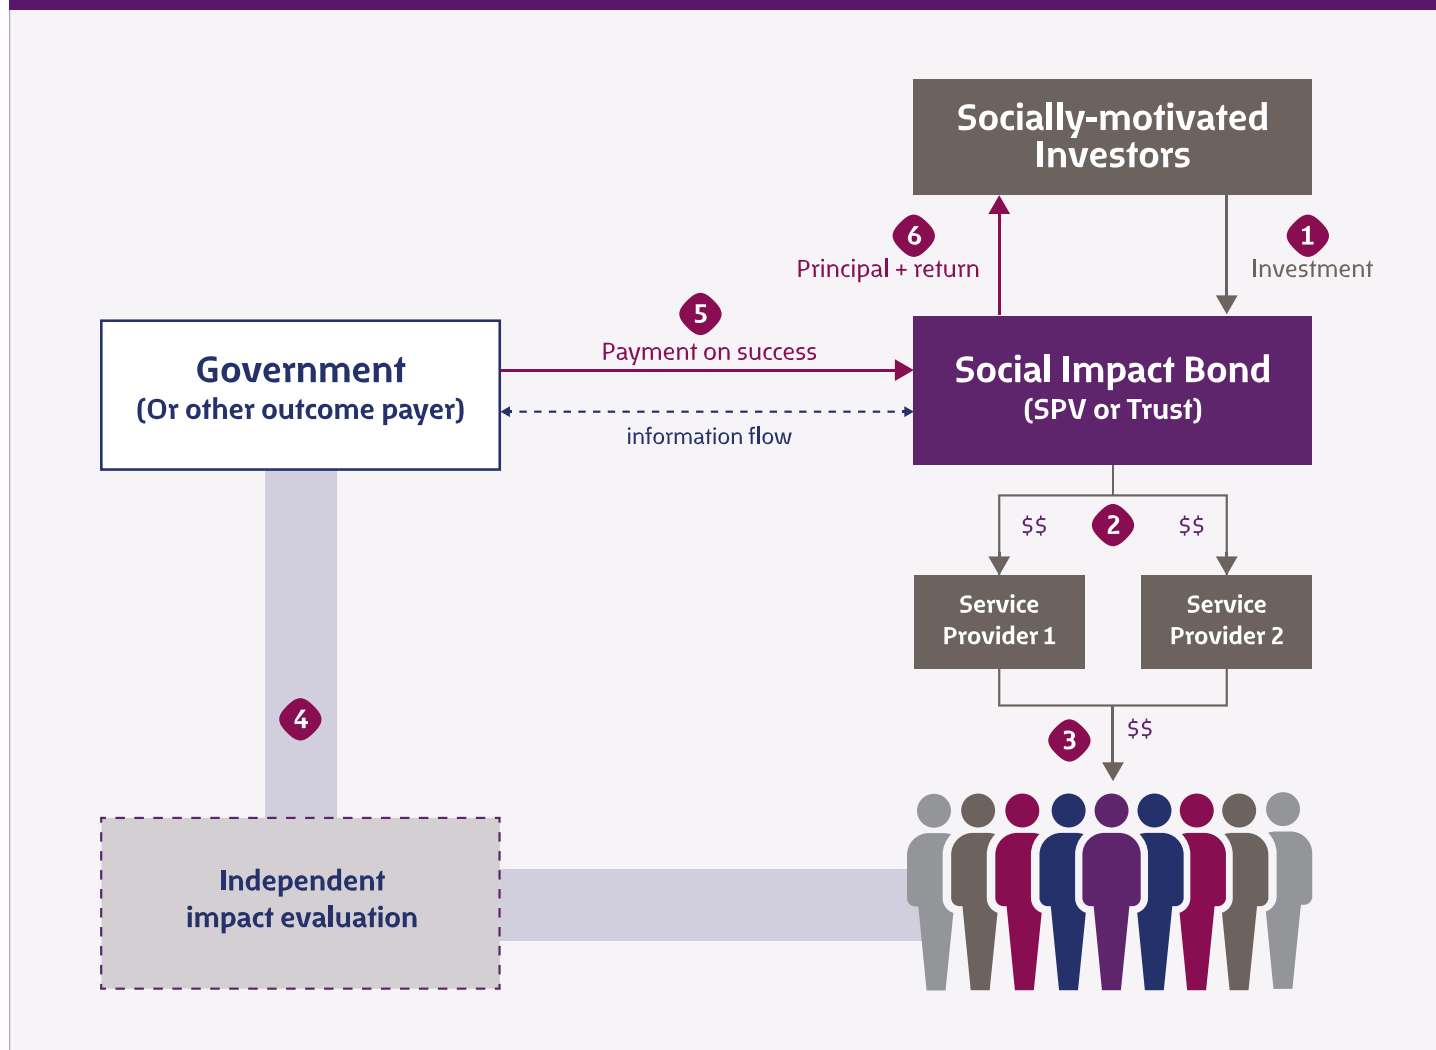 Socially-motivated
Investors
6
Principal + return
1
Investment
5
Payment on success
Government
(Or other outcome payer)
information flow
Social Impact Bond
(SPV or Trust)
$$
2
$$
Service
Provider 1
Service
Provider 2
4
3
$$
Independent
impact evaluation